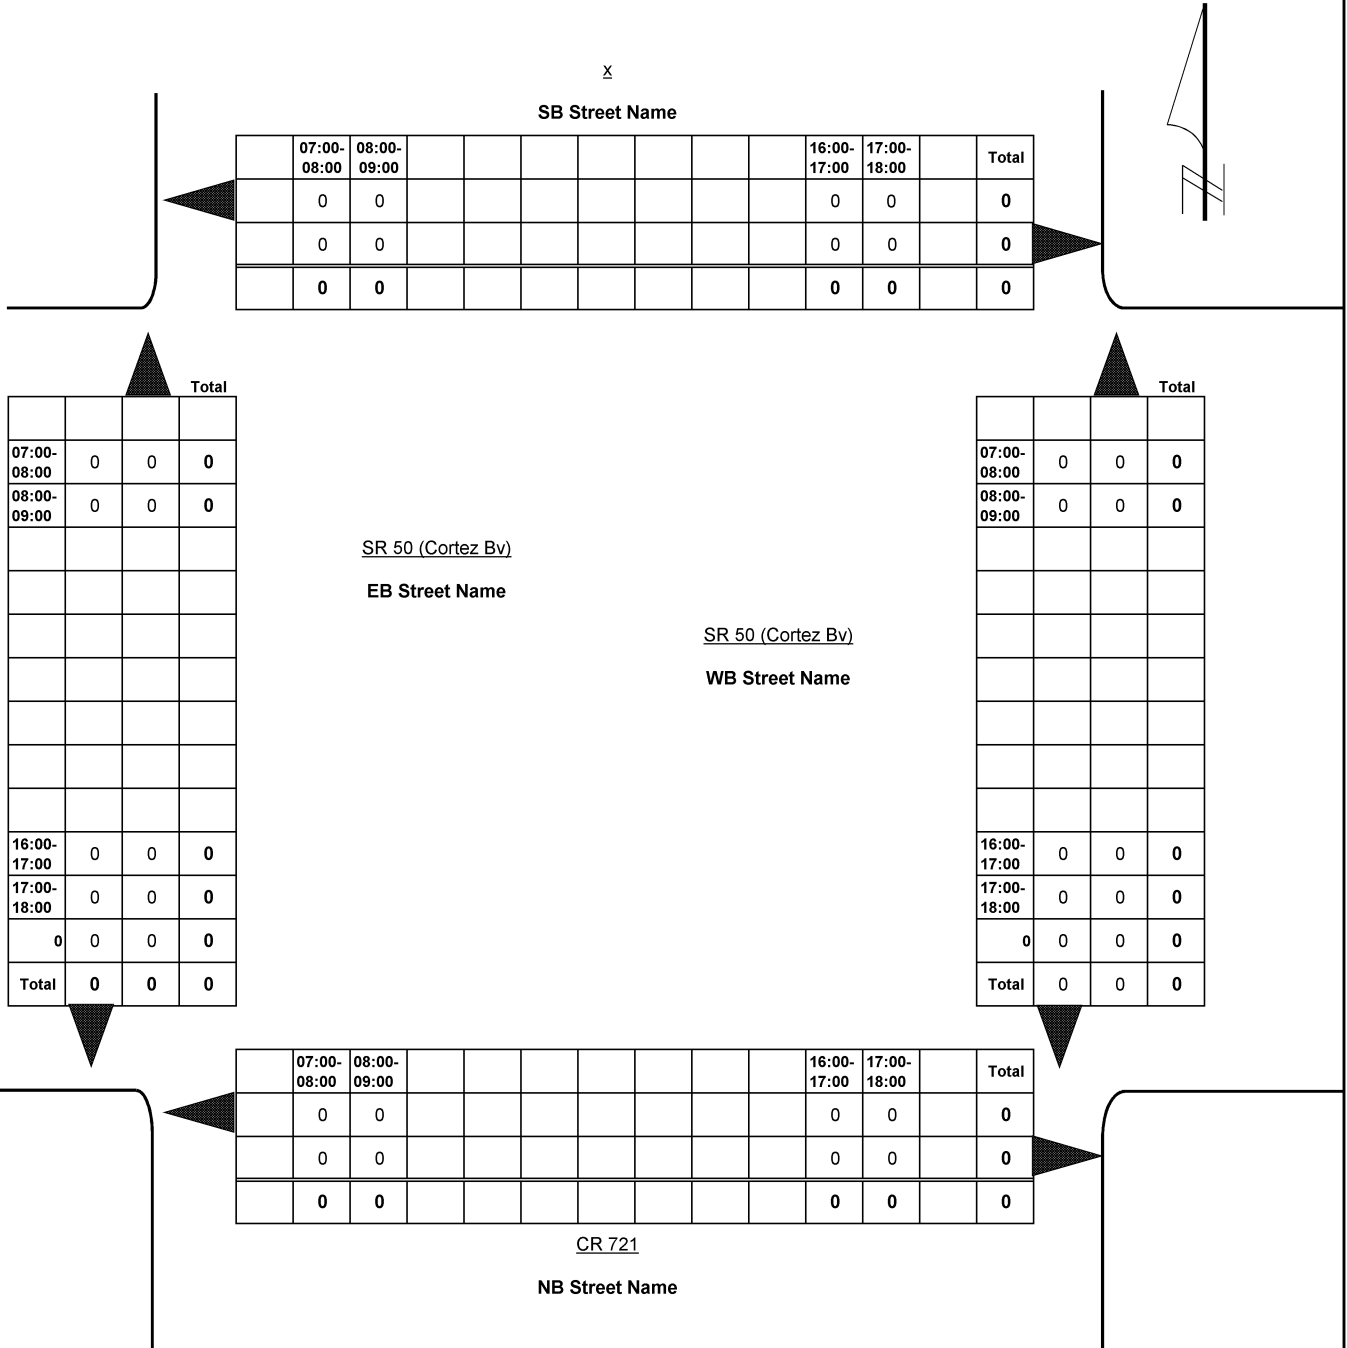 x
SB Street Name
07:00- 08:00- 16:00- 17:00- Total
08:00 09:00 17:00 18:00
0 0 0 0 0
0 0 0 0 0
0 0 0 0 0
Total Total
07:00- 0 0 0 07:00- 0 0 0
08:00 08:00
08:00- 0 0 0 08:00- 0 0 0
09:00 09:00
SR 50 (Cortez Bv)
EB Street Name
SR 50 (Cortez Bv)
WB Street Name
16:00- 0 0 0 16:00- 0 0 0
17:00 17:00
17:00- 0 0 0 17:00- 0 0 0
18:00 18:00
0 0 0 0 0 0 0 0
Total 0 0 0 Total 0 0 0
07:00- 08:00- 16:00- 17:00- Total
08:00 09:00 17:00 18:00
0 0 0 0 0
0 0 0 0 0
0 0 0 0 0
CR 721
NB Street Name
N